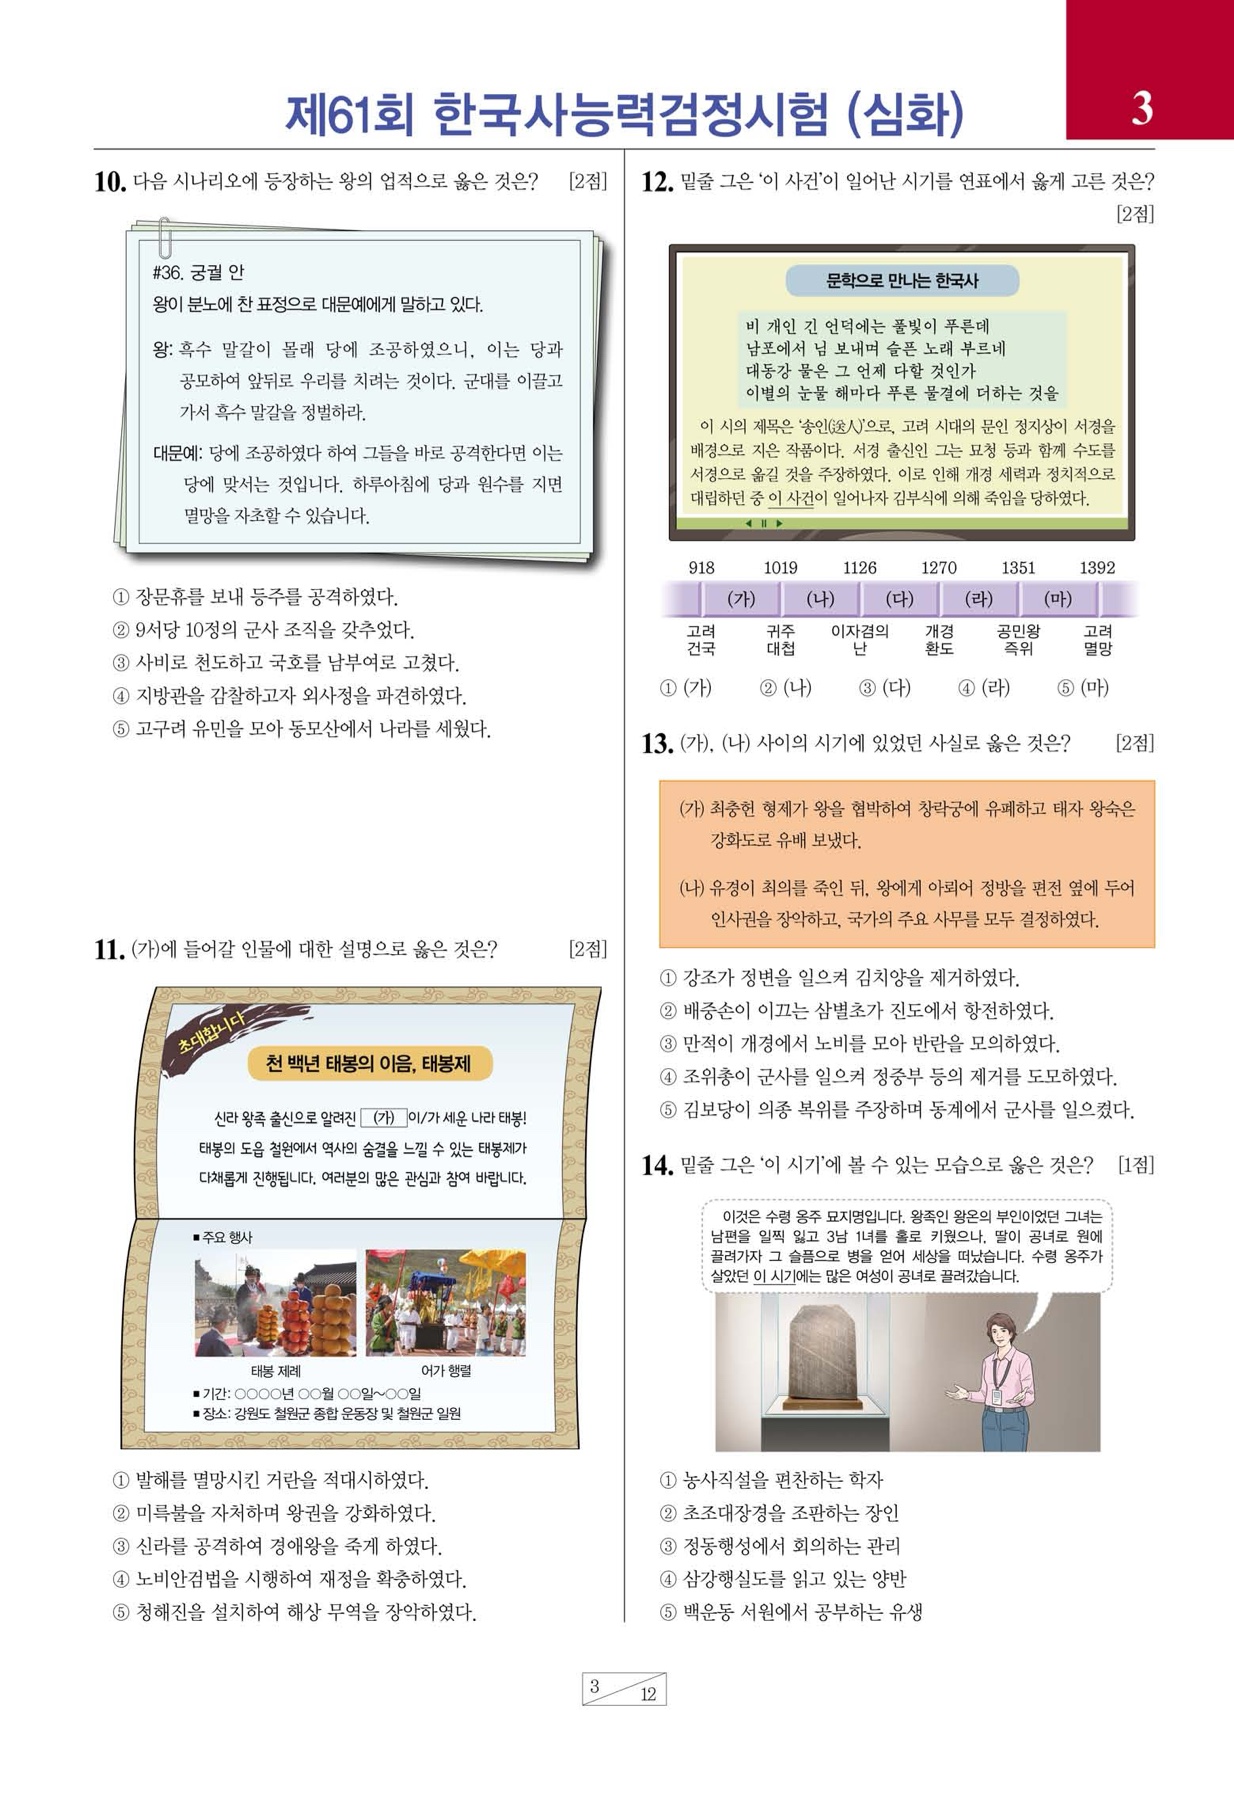 제61회 한국사능력검정시험 (심화)
3
10. 다음 시나리오에 등장하는 왕의 업적으로 옳은 것은? [2점]
#36. 궁궐 안
왕이 분노에 찬 표정으로 대문예에게 말하고 있다.
왕: 흑수 말갈이 몰래 당에 조공하였으니, 이는 당과
공모하여 앞뒤로 우리를 치려는 것이다. 군대를 이끌고
가서 흑수 말갈을 정벌하라.
대문예: 당에 조공하였다 하여 그들을 바로 공격한다면 이는
당에 맞서는 것입니다. 하루아침에 당과 원수를 지면
멸망을 자초할 수 있습니다.
① 장문휴를 보내 등주를 공격하였다.
② 9서당 10정의 군사 조직을 갖추었다.
③ 사비로 천도하고 국호를 남부여로 고쳤다.
④ 지방관을 감찰하고자 외사정을 파견하였다.
⑤ 고구려 유민을 모아 동모산에서 나라를 세웠다.
11. (가)에 들어갈 인물에 대한 설명으로 옳은 것은? [2점]
초대합니다
천 백년 태봉의 이음, 태봉제
신라 왕족 출신으로 알려진 (가) 이/가 세운 나라 태봉!
태봉의 도읍 철원에서 역사의 숨결을 느낄 수 있는 태봉제가
다채롭게 진행됩니다. 여러분의 많은 관심과 참여 바랍니다.
■ 주요 행사
태봉 제례 어가 행렬
■ 기간: ○○○○년 ○○월 ○○일~○○일
■ 장소: 강원도 철원군 종합 운동장 및 철원군 일원
① 발해를 멸망시킨 거란을 적대시하였다.
② 미륵불을 자처하며 왕권을 강화하였다.
③ 신라를 공격하여 경애왕을 죽게 하였다.
④ 노비안검법을 시행하여 재정을 확충하였다.
⑤ 청해진을 설치하여 해상 무역을 장악하였다.
12. 밑줄 그은 ‘이 사건’이 일어난 시기를 연표에서 옳게 고른 것은?
[2점]
문학으로 만나는 한국사
비 개인 긴 언덕에는 풀빛이 푸른데
남포에서 님 보내며 슬픈 노래 부르네
대동강 물은 그 언제 다할 것인가
이별의 눈물 해마다 푸른 물결에 더하는 것을
이 시의 제목은 ‘송인(送人)’으로, 고려 시대의 문인 정지상이 서경을
배경으로 지은 작품이다. 서경 출신인 그는 묘청 등과 함께 수도를
서경으로 옮길 것을 주장하였다. 이로 인해 개경 세력과 정치적으로
대립하던 중 이 사건이 일어나자 김부식에 의해 죽임을 당하였다.
918 1019 1126 1270 1351 1392
(가) (나) (다) (라) (마)
고려 귀주 이자겸의 개경 공민왕 고려
건국 대첩 난 환도 즉위 멸망
① (가) ② (나) ③ (다) ④ (라) ⑤ (마)
13. (가), (나) 사이의 시기에 있었던 사실로 옳은 것은? [2점]
(가) 최충헌 형제가 왕을 협박하여 창락궁에 유폐하고 태자 왕숙은
강화도로 유배 보냈다.
(나) 유경이 최의를 죽인 뒤, 왕에게 아뢰어 정방을 편전 옆에 두어
인사권을 장악하고, 국가의 주요 사무를 모두 결정하였다.
① 강조가 정변을 일으켜 김치양을 제거하였다.
② 배중손이 이끄는 삼별초가 진도에서 항전하였다.
③ 만적이 개경에서 노비를 모아 반란을 모의하였다.
④ 조위총이 군사를 일으켜 정중부 등의 제거를 도모하였다.
⑤ 김보당이 의종 복위를 주장하며 동계에서 군사를 일으켰다.
14. 밑줄 그은 ‘이 시기’에 볼 수 있는 모습으로 옳은 것은? [1점]
이것은 수령 옹주 묘지명입니다. 왕족인 왕온의 부인이었던 그녀는
남편을 일찍 잃고 3남 1녀를 홀로 키웠으나, 딸이 공녀로 원에
끌려가자 그 슬픔으로 병을 얻어 세상을 떠났습니다. 수령 옹주가
살았던 이 시기에는 많은 여성이 공녀로 끌려갔습니다.
① 농사직설을 편찬하는 학자
② 초조대장경을 조판하는 장인
③ 정동행성에서 회의하는 관리
④ 삼강행실도를 읽고 있는 양반
⑤ 백운동 서원에서 공부하는 유생
3
12